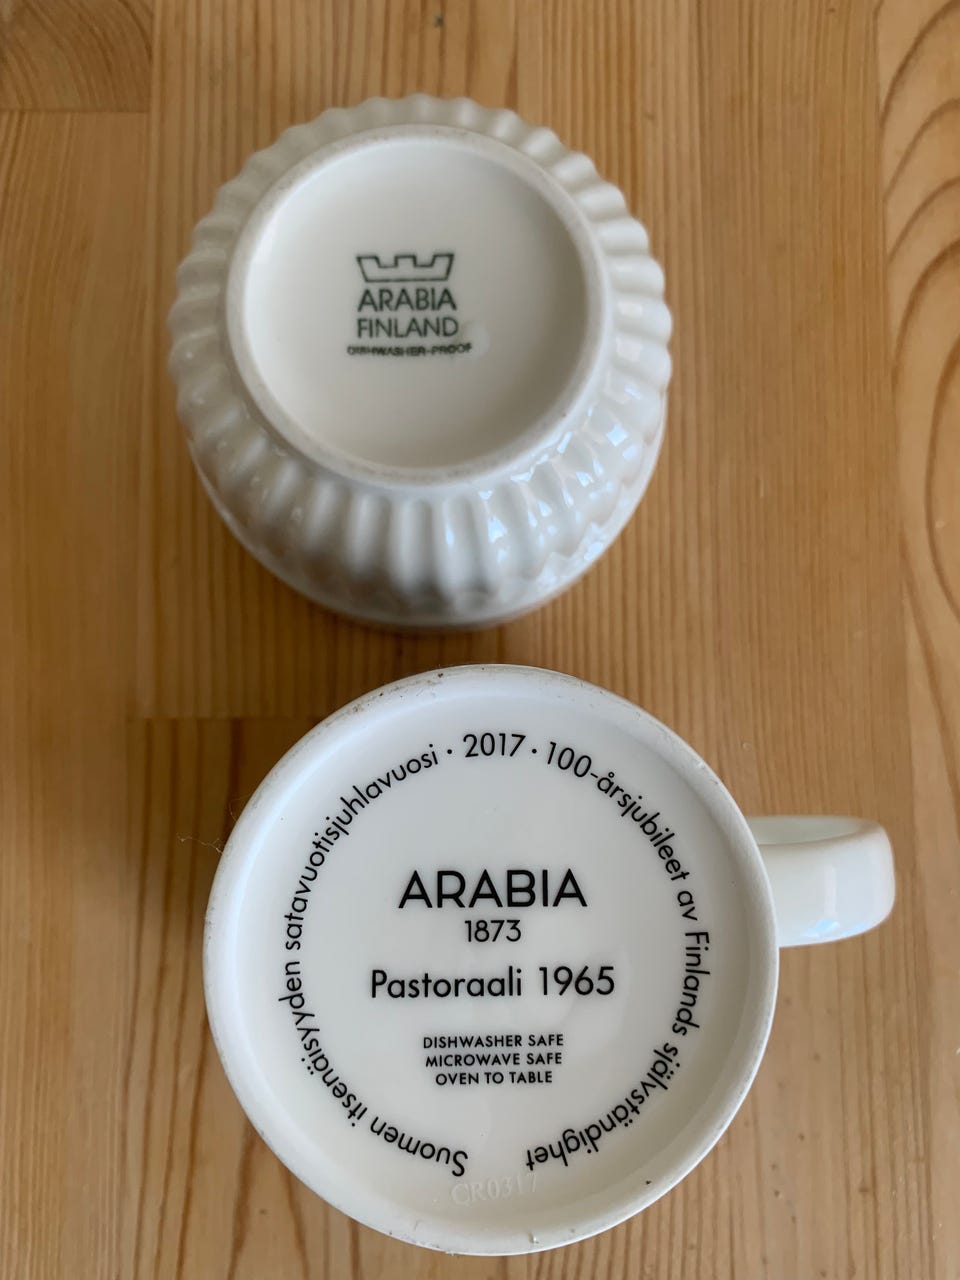 ARABIA
FINLAND
DISHWASHER-PROOF
Suomen itsenäisyyden satavuotisjuhlavuosi · 2017 · 100-årsjubileet av Finlands självständighet
ARABIA
1873
Pastoraali 1965
DISHWASHER SAFE
MICROWAVE SAFE
OVEN TO TABLE
CR0317